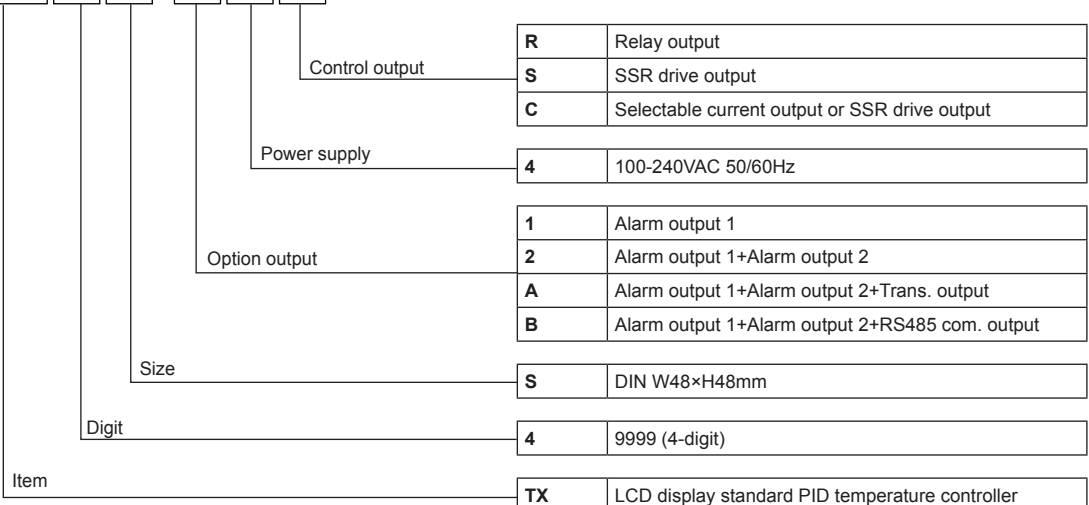 R Relay output
Control output
S SSR drive output
C Selectable current output or SSR drive output
Power supply
4 100-240VAC 50/60Hz
1 Alarm output 1
Option output
2 Alarm output 1+Alarm output 2
A Alarm output 1+Alarm output 2+Trans. output
B Alarm output 1+Alarm output 2+RS485 com. output
Size
S DIN W48×H48mm
Digit
4 9999 (4-digit)
Item
TX LCD display standard PID temperature controller